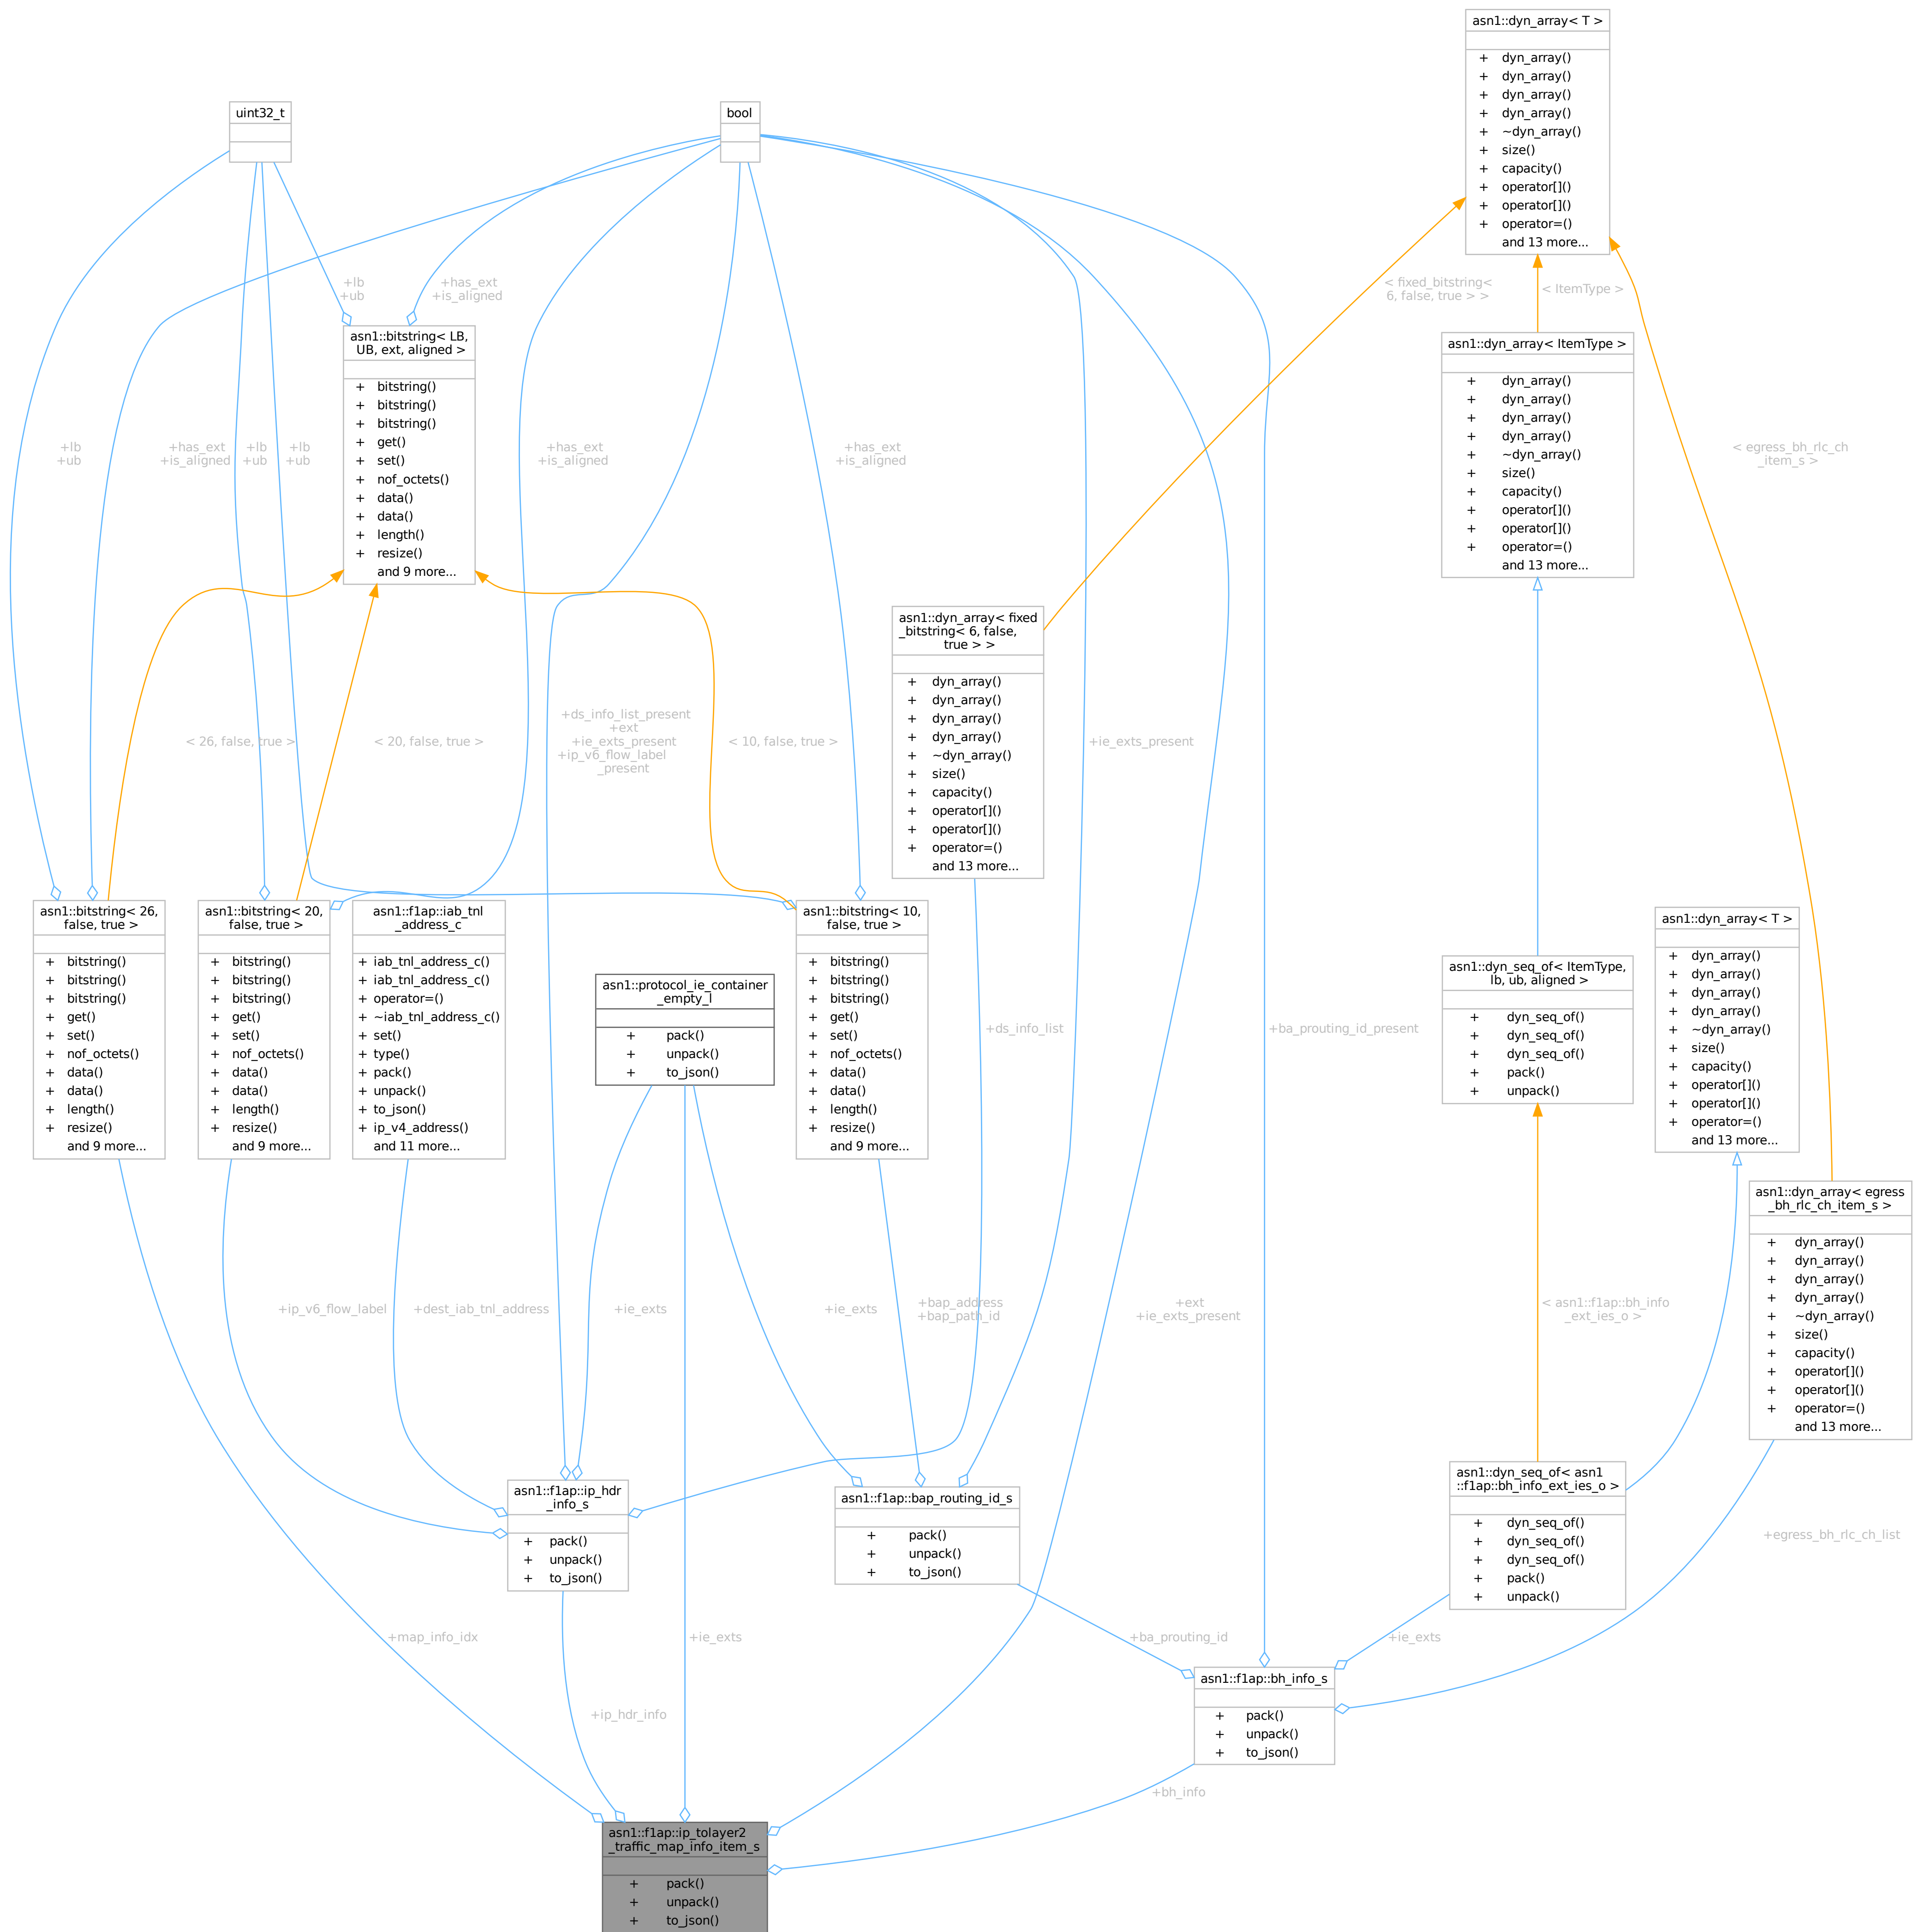 asn1::dyn_array< T >
+ dyn_array()
+ dyn_array()
+ dyn_array()
+ dyn_array()
+ ~dyn_array()
+ size()
+ capacity()
+ operator[]()
+ operator[]()
+ operator=()
and 13 more...
uint32_t
bool
+lb
+ub
+has_ext
+is_aligned
< fixed_bitstring<
6, false, true > >
< ItemType >
asn1::bitstring< LB,
UB, ext, aligned >
+ bitstring()
+ bitstring()
+ bitstring()
+ get()
+ set()
+ nof_octets()
+ data()
+ data()
+ length()
+ resize()
and 9 more...
asn1::dyn_array< ItemType >
+ dyn_array()
+ dyn_array()
+ dyn_array()
+ dyn_array()
+ ~dyn_array()
+ size()
+ capacity()
+ operator[]()
+ operator[]()
+ operator=()
and 13 more...
+lb
+ub
+has_ext
+is_aligned
+lb
+ub
+lb
+ub
+has_ext
+is_aligned
+has_ext
+is_aligned
< egress_bh_rlc_ch
_item_s >
asn1::dyn_array< fixed
_bitstring< 6, false,
true > >
+ dyn_array()
+ dyn_array()
+ dyn_array()
+ dyn_array()
+ ~dyn_array()
+ size()
+ capacity()
+ operator[]()
+ operator[]()
+ operator=()
and 13 more...
< 26, false, true >
< 20, false, true >
+ds_info_list_present
+ext
+ie_exts_present
+ip_v6_flow_label
_present
< 10, false, true >
+ie_exts_present
asn1::bitstring< 26,
false, true >
+ bitstring()
+ bitstring()
+ bitstring()
+ get()
+ set()
+ nof_octets()
+ data()
+ data()
+ length()
+ resize()
and 9 more...
asn1::bitstring< 20,
false, true >
+ bitstring()
+ bitstring()
+ bitstring()
+ get()
+ set()
+ nof_octets()
+ data()
+ data()
+ length()
+ resize()
and 9 more...
asn1::f1ap::iab_tnl
_address_c
+ iab_tnl_address_c()
+ iab_tnl_address_c()
+ operator=()
+ ~iab_tnl_address_c()
+ set()
+ type()
+ pack()
+ unpack()
+ to_json()
+ ip_v4_address()
and 11 more...
asn1::protocol_ie_container
_empty_l
+ pack()
+ unpack()
+ to_json()
asn1::bitstring< 10,
false, true >
+ bitstring()
+ bitstring()
+ bitstring()
+ get()
+ set()
+ nof_octets()
+ data()
+ data()
+ length()
+ resize()
and 9 more...
+ds_info_list
+ba_prouting_id_present
asn1::dyn_seq_of< ItemType,
lb, ub, aligned >
+ dyn_seq_of()
+ dyn_seq_of()
+ dyn_seq_of()
+ pack()
+ unpack()
asn1::dyn_array< T >
+ dyn_array()
+ dyn_array()
+ dyn_array()
+ dyn_array()
+ ~dyn_array()
+ size()
+ capacity()
+ operator[]()
+ operator[]()
+ operator=()
and 13 more...
asn1::dyn_array< egress
_bh_rlc_ch_item_s >
+ dyn_array()
+ dyn_array()
+ dyn_array()
+ dyn_array()
+ ~dyn_array()
+ size()
+ capacity()
+ operator[]()
+ operator[]()
+ operator=()
and 13 more...
+ip_v6_flow_label
+dest_iab_tnl_address
+ie_exts
+ie_exts
+bap_address
+bap_path_id
+ext
+ie_exts_present
< asn1::f1ap::bh_info
_ext_ies_o >
asn1::f1ap::ip_hdr
_info_s
+ pack()
+ unpack()
+ to_json()
asn1::f1ap::bap_routing_id_s
+ pack()
+ unpack()
+ to_json()
asn1::dyn_seq_of< asn1
::f1ap::bh_info_ext_ies_o >
+ dyn_seq_of()
+ dyn_seq_of()
+ dyn_seq_of()
+ pack()
+ unpack()
+egress_bh_rlc_ch_list
+map_info_idx
+ie_exts
+ba_prouting_id
+ie_exts
asn1::f1ap::bh_info_s
+ pack()
+ unpack()
+ to_json()
+ip_hdr_info
+bh_info
asn1::f1ap::ip_tolayer2
_traffic_map_info_item_s
+ pack()
+ unpack()
+ to_json()